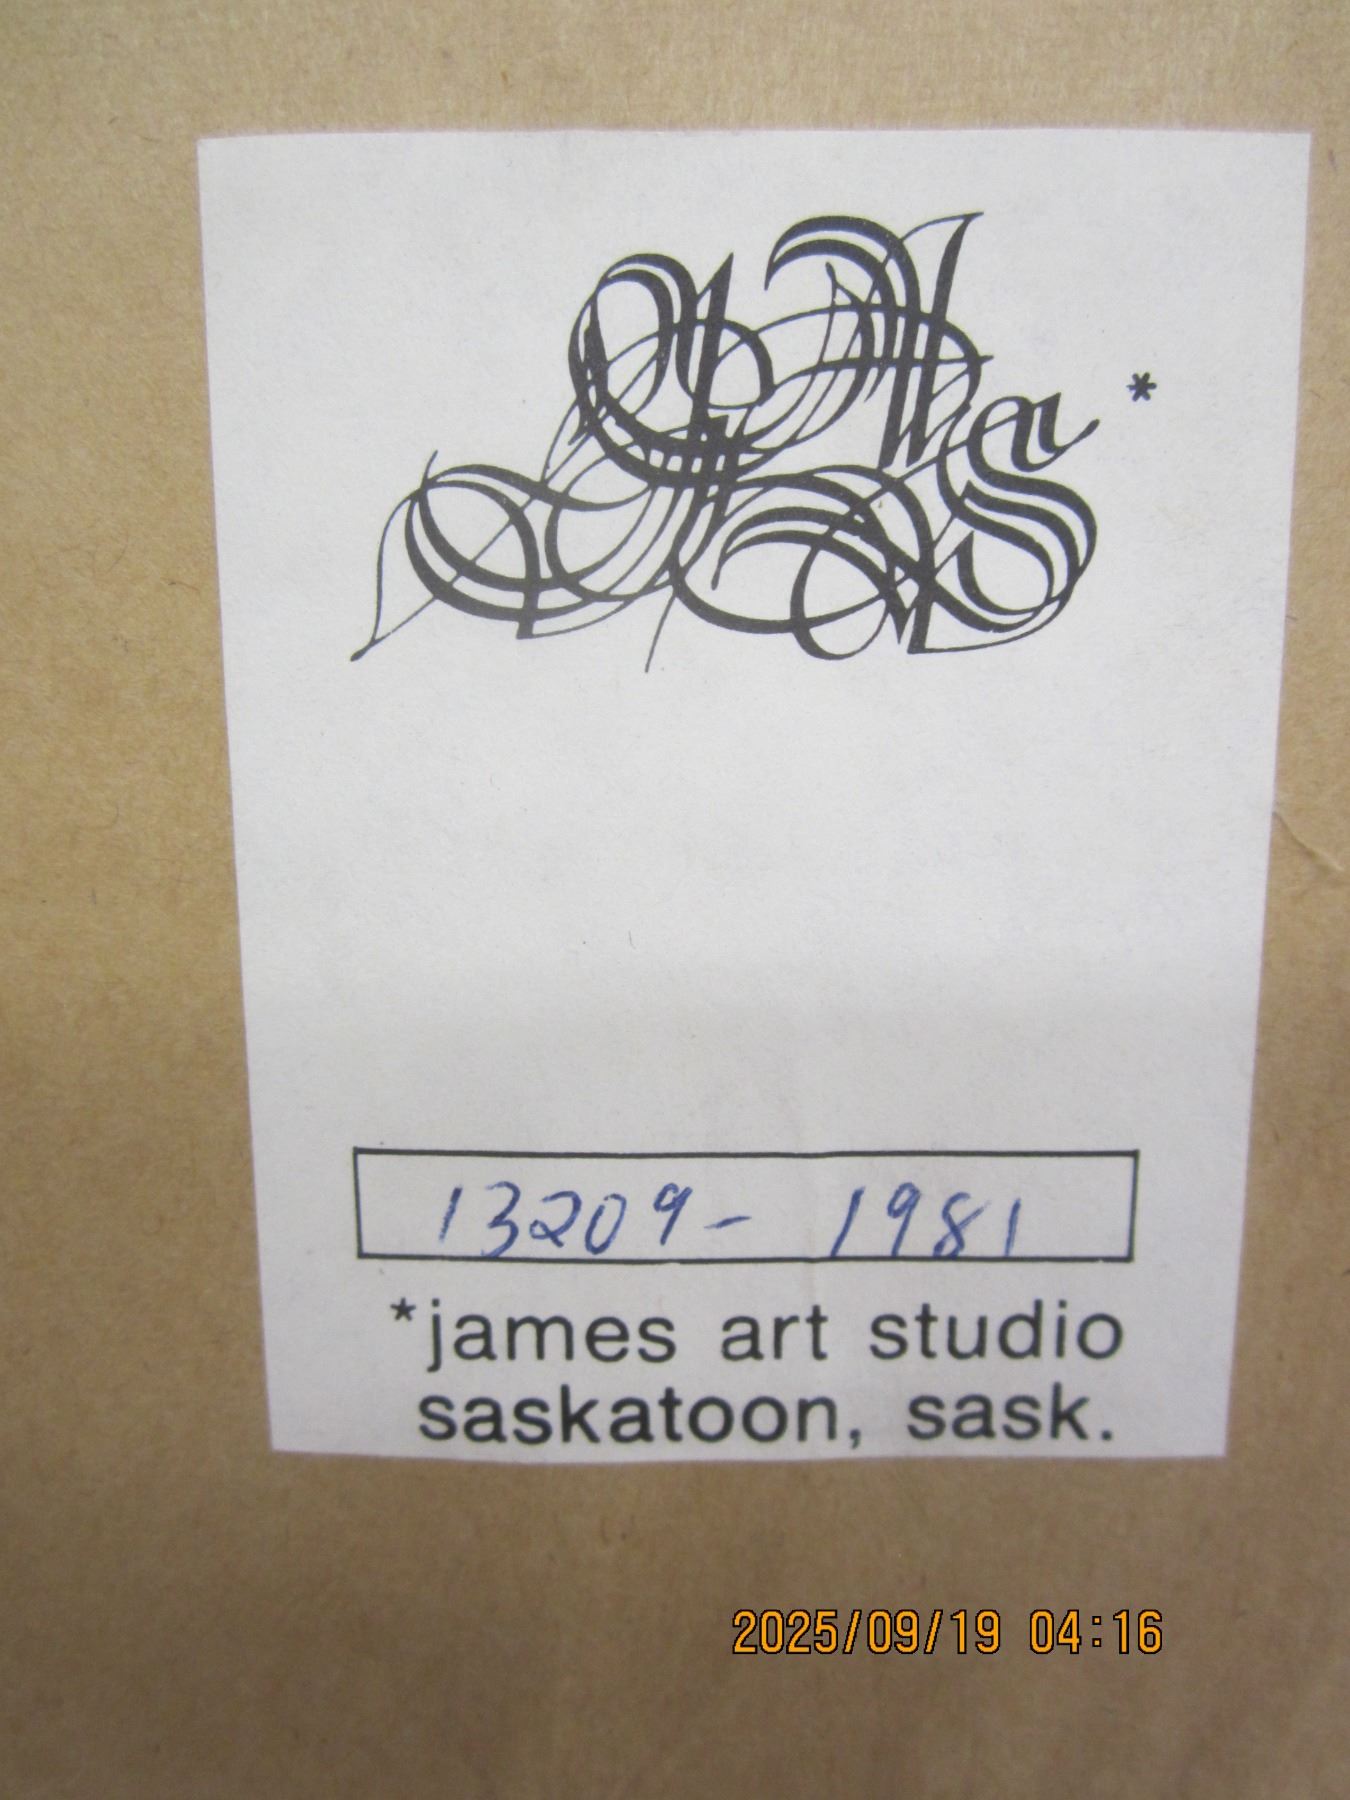 *
13209- 1981
*james art studio
saskatoon, sask.
2025/09/19 04:16